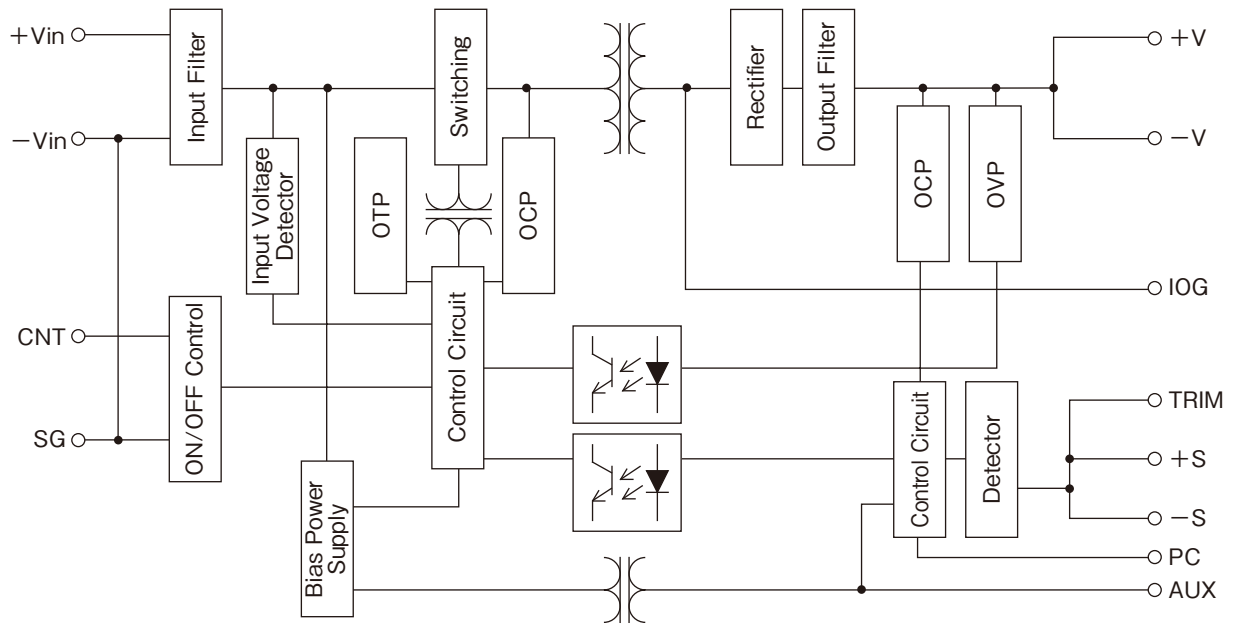 +Vin
−Vin
CNT
SG
Input Filter
Input Voltage
Detector
ON/OFF Control
Bias Power
Supply
OTP
Switching
OCP
Control Circuit
Rectifier
Output Filter
OCP
OVP
Control Circuit
Detector
+V
−V
IOG
TRIM
+S
−S
PC
AUX